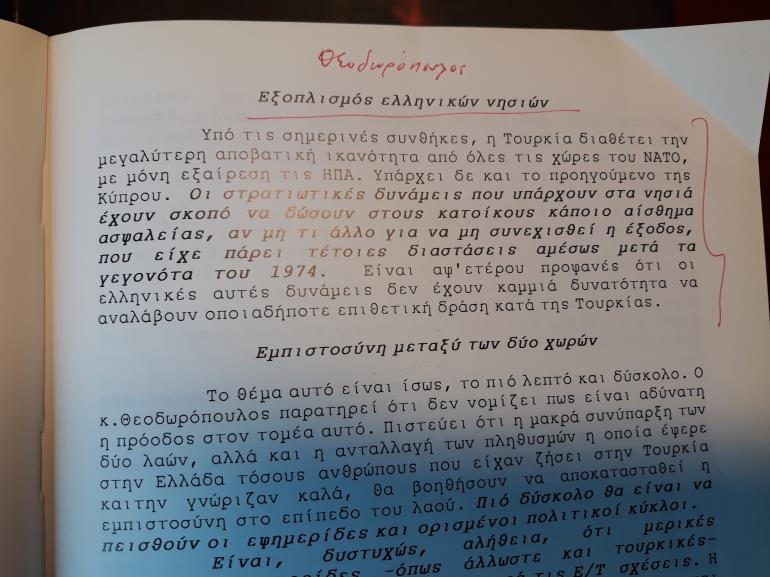 Θεοδωρόπουλος
Εξοπλισμός ελληνικών νησιών
Υπό τις σημερινές συνθήκες, η Τουρκία διαθέτει την
μεγαλύτερη αποβατική ικανότητα από όλες τις χώρες του ΝΑΤΟ,
με μόνη εξαίρεση τις ΗΠΑ. Υπάρχει δε και το προηγούμενο της
Κύπρου. Οι στρατιωτικές δυνάμεις που υπάρχουν στα νησιά
έχουν σκοπό να δώσουν στους κατοίκους κάποιο αίσθημα
ασφαλείας, αν μή τι άλλο για να μη συνεχισθεί η έξοδος,
που είχε πάρει τέτοιες διαστάσεις αμέσως μετά τα
γεγονότα του 1974. Είναι αφ'ετέρου προφανές ότι οι
ελληνικές αυτές δυνάμεις δεν έχουν καμμιά δυνατότητα να
αναλάβουν οποιαδήποτε επιθετική δράση κατά της Τουρκίας.
Εμπιστοσύνη μεταξύ των δύο χωρών
Το θέμα αυτό είναι ίσως, το πιό λεπτό και δύσκολο. Ο
κ.Θεοδωρόπουλος παρατηρεί ότι δεν νομίζει πως είναι αδύνατη
η πρόοδος στον τομέα αυτό. Πιστεύει ότι η μακρά συνύπαρξη των
δύο λαών, αλλά και η ανταλλαγή των πληθυσμών η οποία έφερε
στην Ελλάδα τόσους ανθρώπους που είχαν ζήσει στην Τουρκία
καιτην γνώριζαν καλά, θα βοηθήσουν να αποκατασταθεί η
εμπιστοσύνη στο επίπεδο του λαού. Πιό δύσκολο θα είναι να
πεισθούν οι εφημερίδες και ορισμένοι πολιτικοί κύκλοι.
Είναι, δυστυχώς, αλήθεια, ότι μερικές
-όπως άλλωστε και τουρκικές-
τις Ε/Τ σχέσεις. Η